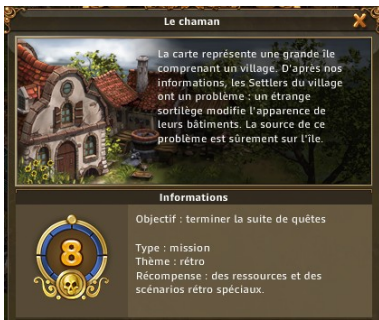 Le chaman
La carte représente une grande île
comprenant un village. D'après nos
informations, les Settlers du village
ont un problème : un étrange
sortilège modifie l'apparence de
leurs bâtiments. La source de ce
problème est sûrement sur l'île.
Informations
8
Objectif : terminer la suite de quêtes
Type : mission
Thème : rétro
Récompense : des ressources et des
scénarios rétro spéciaux.